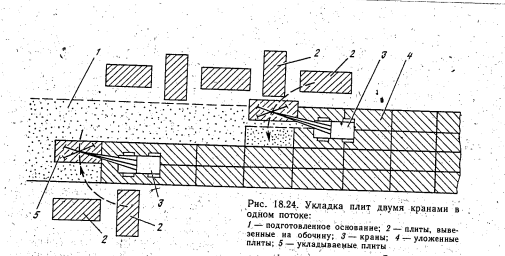 1
2
2
3
4
5
2
2
3
Рис. 18.24. Укладка плит двумя кранами в
одном потоке:
1 — подготовленное основание; 2 — плиты, выве-
зенные на обочину; 3 — краны; 4 — уложенные
плиты; 5 — укладываемые плиты